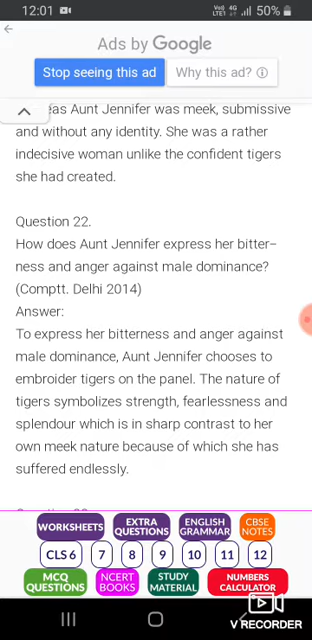 12:01
Vo)) LTE1 4G 50%
Ads by Google
Stop seeing this ad
Why this ad?
as Aunt Jennifer was meek, submissive
and without any identity. She was a rather
indecisive woman unlike the confident tigers
she had created.
Question 22.
How does Aunt Jennifer express her bitter–
ness and anger against male dominance?
(Comptt. Delhi 2014)
Answer:
To express her bitterness and anger against
male dominance, Aunt Jennifer chooses to
embroider tigers on the panel. The nature of
tigers symbolizes strength, fearlessness and
splendour which is in sharp contrast to her
own meek nature because of which she has
suffered endlessly.
WORKSHEETS EXTRA QUESTIONS ENGLISH GRAMMAR CBSE NOTES
CLS 6 7 8 9 10 11 12
MCQ QUESTIONS NCERT BOOKS STUDY MATERIAL NUMBERS CALCULATOR
V RECORDER